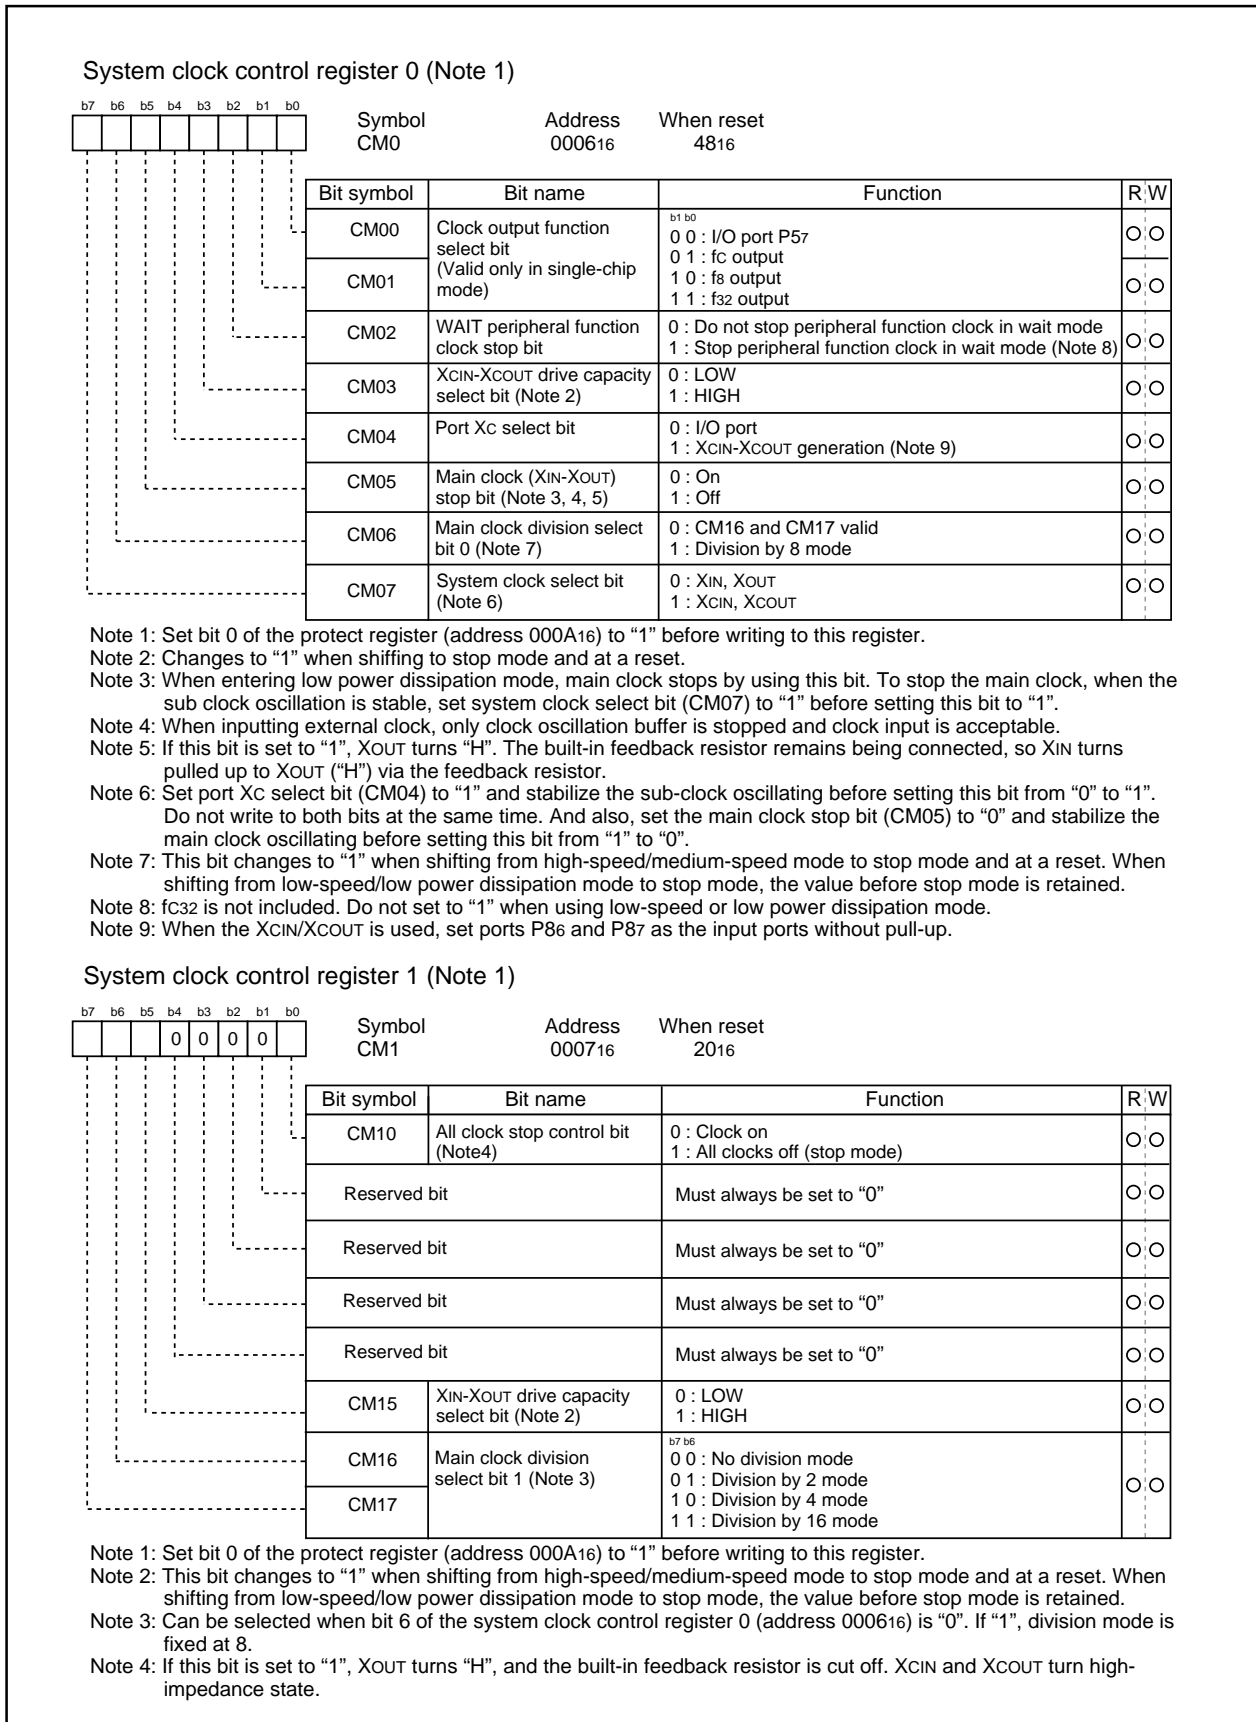 System clock control register 0 (Note 1)
b7 b6 b5 b4 b3 b2 b1 b0
Symbol Address When reset
CM0 000616 4816
Bit symbol Bit name Function R W
CM00 Clock output function select bit (Valid only in single-chip mode)
b1 b0
0 0 : I/O port P57
0 1 : fC output
CM01
1 0 : f8 output
1 1 : f32 output
CM02 WAIT peripheral function 0 : Do not stop peripheral function clock in wait mode
clock stop bit 1 : Stop peripheral function clock in wait mode (Note 8)
CM03 XCIN-XCOUT drive capacity 0 : LOW
select bit (Note 2) 1 : HIGH
CM04 Port XC select bit 0 : I/O port
1 : XCIN-XCOUT generation (Note 9)
CM05 Main clock (XIN-XOUT) 0 : On
stop bit (Note 3, 4, 5) 1 : Off
CM06 Main clock division select 0 : CM16 and CM17 valid
bit 0 (Note 7) 1 : Division by 8 mode
CM07 System clock select bit 0 : XIN, XOUT
(Note 6) 1 : XCIN, XCOUT
Note 1: Set bit 0 of the protect register (address 000A16) to “1” before writing to this register.
Note 2: Changes to “1” when shiffing to stop mode and at a reset.
Note 3: When entering low power dissipation mode, main clock stops by using this bit. To stop the main clock, when the
sub clock oscillation is stable, set system clock select bit (CM07) to “1” before setting this bit to “1”.
Note 4: When inputting external clock, only clock oscillation buffer is stopped and clock input is acceptable.
Note 5: If this bit is set to “1”, XOUT turns “H”. The built-in feedback resistor remains being connected, so XIN turns
pulled up to XOUT (“H”) via the feedback resistor.
Note 6: Set port XC select bit (CM04) to “1” and stabilize the sub-clock oscillating before setting this bit from “0” to “1”.
Do not write to both bits at the same time. And also, set the main clock stop bit (CM05) to “0” and stabilize the
main clock oscillating before setting this bit from “1” to “0”.
Note 7: This bit changes to “1” when shifting from high-speed/medium-speed mode to stop mode and at a reset. When
shifting from low-speed/low power dissipation mode to stop mode, the value before stop mode is retained.
Note 8: fC32 is not included. Do not set to “1” when using low-speed or low power dissipation mode.
Note 9: When the XCIN/XCOUT is used, set ports P86 and P87 as the input ports without pull-up.
System clock control register 1 (Note 1)
b7 b6 b5 b4 b3 b2 b1 b0
0 0 0 0
Symbol Address When reset
CM1 000716 2016
Bit symbol Bit name Function R W
CM10 All clock stop control bit 0 : Clock on
(Note4) 1 : All clocks off (stop mode)
Reserved bit Must always be set to “0”
Reserved bit Must always be set to “0”
Reserved bit Must always be set to “0”
Reserved bit Must always be set to “0”
CM15 XIN-XOUT drive capacity 0 : LOW
select bit (Note 2) 1 : HIGH
b7 b6
CM16 Main clock division 0 0 : No division mode
select bit 1 (Note 3) 0 1 : Division by 2 mode
CM17 1 0 : Division by 4 mode
1 1 : Division by 16 mode
Note 1: Set bit 0 of the protect register (address 000A16) to “1” before writing to this register.
Note 2: This bit changes to “1” when shifting from high-speed/medium-speed mode to stop mode and at a reset. When
shifting from low-speed/low power dissipation mode to stop mode, the value before stop mode is retained.
Note 3: Can be selected when bit 6 of the system clock control register 0 (address 000616) is “0”. If “1”, division mode is
fixed at 8.
Note 4: If this bit is set to “1”, XOUT turns “H”, and the built-in feedback resistor is cut off. XCIN and XCOUT turn high-
impedance state.